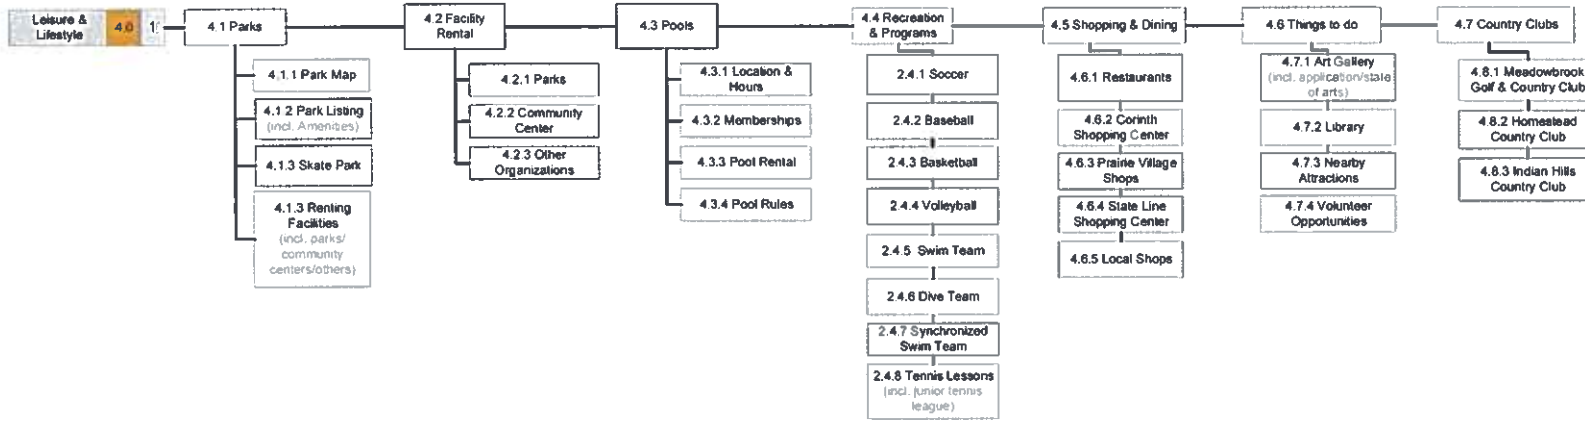 Leisure &
Lifestyle
4.0
4.1 Parks
4.1.1 Park Map
4.1 2 Park Listing
(incl. Amenities)
4.1.3 Skate Park
4.1.3 Renting
Facilities
(incl. parks/
community
centers/others)
4.2 Facility
Rental
4.2.1 Parks
4.2.2 Community
Center
4.2.3 Other
Organizations
4.3 Pools
4.3.1 Location &
Hours
4.3.2 Memberships
4.3.3 Pool Rental
4.3.4 Pool Rules
4.4 Recreation
& Programs
2.4.1 Soccer
2.4.2 Baseball
2.4.3 Basketball
2.4.4 Volleyball
2.4.5 Swim Team
2.4.6 Dive Team
2.4.7 Synchronized
Swim Team
2.4.8 Tennis Lessons
(incl. junior tennis
league)
4.5 Shopping & Dining
4.6.1 Restaurants
4.6.2 Corinth
Shopping Center
4.6.3 Prairie Village
Shops
4.6.4 State Line
Shopping Center
4.6.5 Local Shops
4.6 Things to do
4.7.1 Art Gallery
(incl. application/state
of arts)
4.7.2 Library
4.7.3 Nearby
Attractions
4.7.4 Volunteer
Opportunities
4.7 Country Clubs
4.8.1 Meadowbrook
Golf & Country Club
4.8.2 Homestead
Country Club
4.8.3 Indian Hills
Country Club